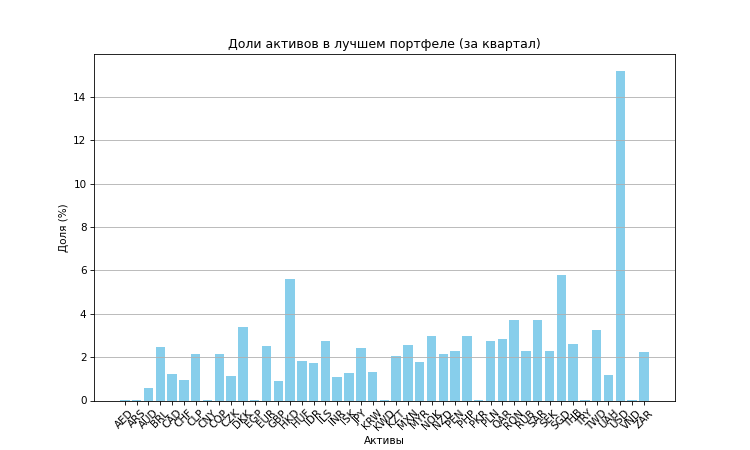 Доли активов в лучшем портфеле (за квартал)
14
12
10
8
6
4
2
0
Доля (%)
AED ARS AUD BRL CAD CHF CLP CNY COP CZK DKK EGP EUR GBP HKD HUF IDR ILS INR ISK JPY KRW KWD KZT MXN MYR NOK NZD PEN PHP PKR PLN QAR RON RUB SAR SEK SGD THB TRY TWD UAH USD VND ZAR
Активы